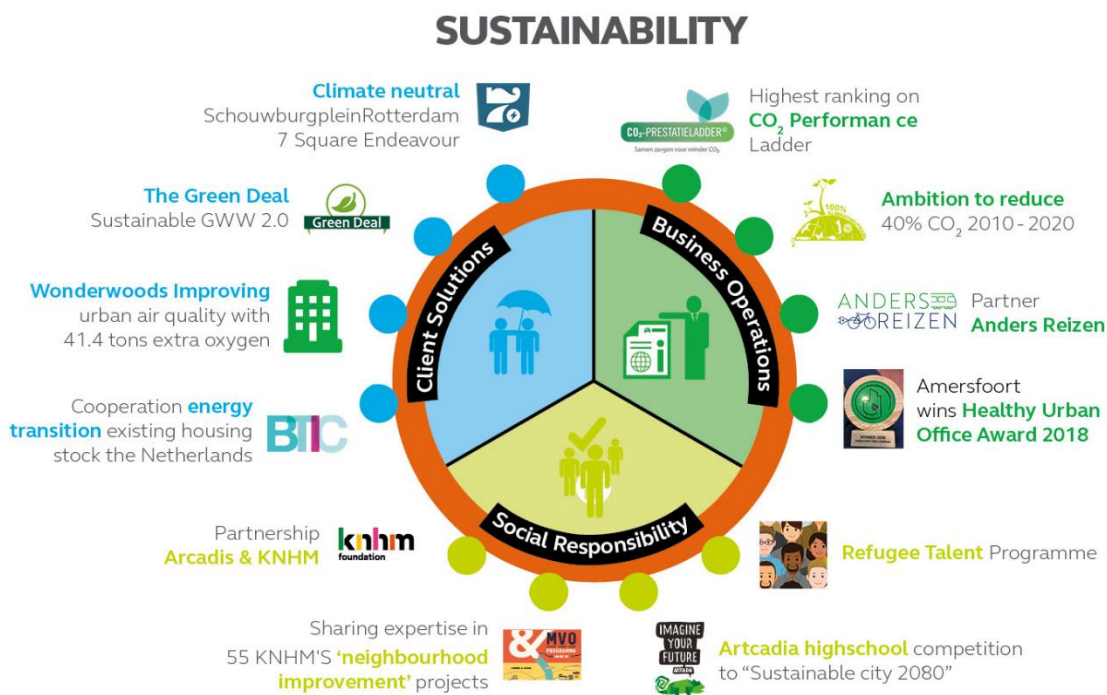 SUSTAINABILITY
Climate neutral
SchouwburgpleinRotterdam
7 Square Endeavour
7
The Green Deal
Sustainable GWW 2.0
Green Deal
Wonderwoods Improving
urban air quality with
41.4 tons extra oxygen
Cooperation energy
transition existing housing
stock the Netherlands
BTIC
Partnership
Arcadis & KNHM
knhm
foundation
Sharing expertise in
55 KNHM'S ‘neighbourhood
improvement’ projects
&
MVO
PROGRAMMA
Client Solutions
Business Operations
Social Responsibility
CO₂-PRESTATIELADDER©
Samen zorgen voor minder CO₂
Highest ranking on
CO₂ Performan ce
Ladder
100%
Ambition to reduce
40% CO₂ 2010 - 2020
ANDERS
REIZEN
Partner
Anders Reizen
Amersfoort
wins Healthy Urban
Office Award 2018
Refugee Talent Programme
IMAGINE
YOUR
FUTURE
ARTCADIA
Artcadia highschool competition
to “Sustainable city 2080”